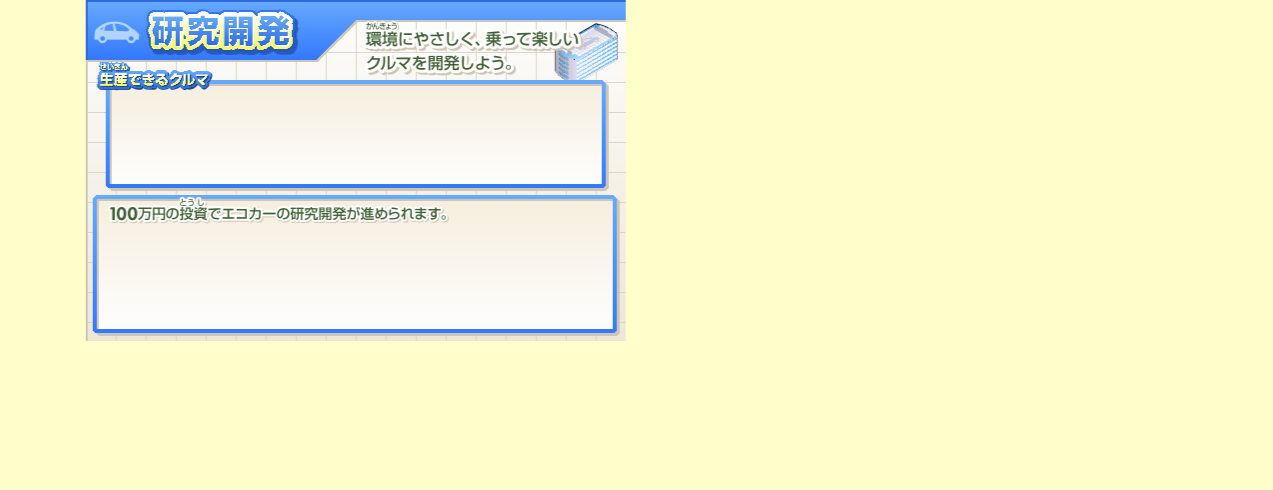 研究開発
かんきょう
環境にやさしく、乗って楽しい
クルマを開発しよう。
せいさん
生産できるクルマ
とうし
100万円の投資でエコカーの研究開発が進められます。